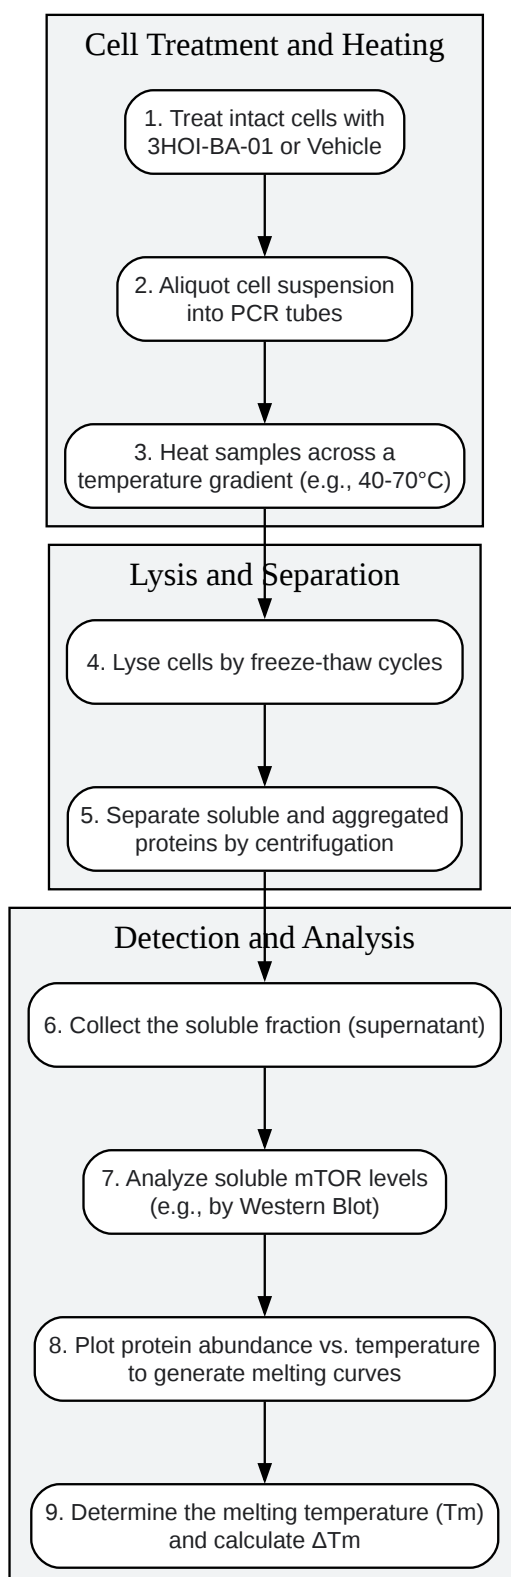 Cell Treatment and Heating
1. Treat intact cells with
3HOI-BA-01 or Vehicle
2. Aliquot cell suspension
into PCR tubes
3. Heat samples across a
temperature gradient (e.g., 40-70°C)
Lysis and Separation
4. Lyse cells by freeze-thaw cycles
5. Separate soluble and aggregated
proteins by centrifugation
Detection and Analysis
6. Collect the soluble fraction (supernatant)
7. Analyze soluble mTOR levels
(e.g., by Western Blot)
8. Plot protein abundance vs. temperature
to generate melting curves
9. Determine the melting temperature (Tm)
and calculate ΔTm